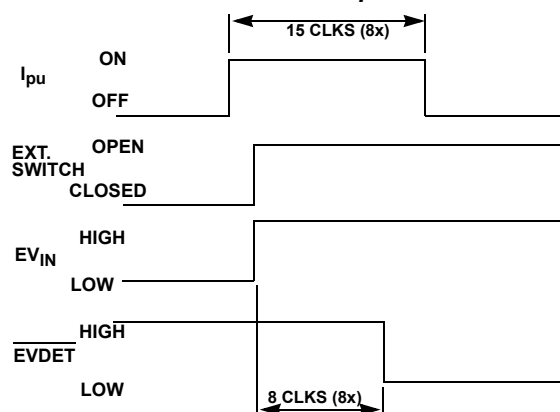 15 CLKS (8x)
Ipu
ON
OFF
EXT.
SWITCH
OPEN
CLOSED
EVIN
HIGH
LOW
EVDET
HIGH
LOW
8 CLKS (8x)